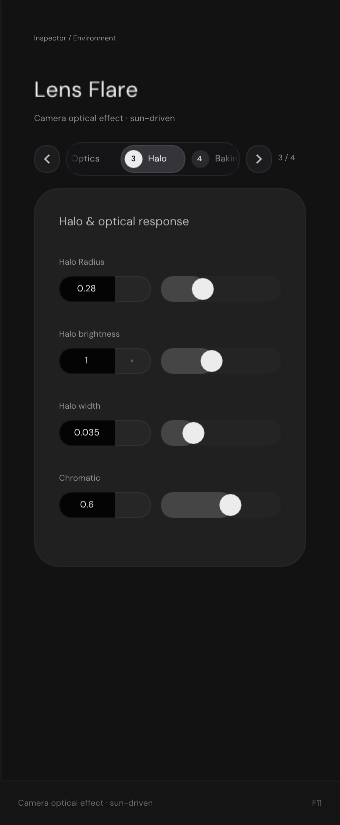 Inspector / Environment
Lens Flare
Camera optical effect · sun-driven
Optics 3 Halo 4 Bakin 3 / 4
Halo & optical response
Halo Radius
0.28
Halo brightness
1 ×
Halo width
0.035
Chromatic
0.6
Camera optical effect · sun-driven F11